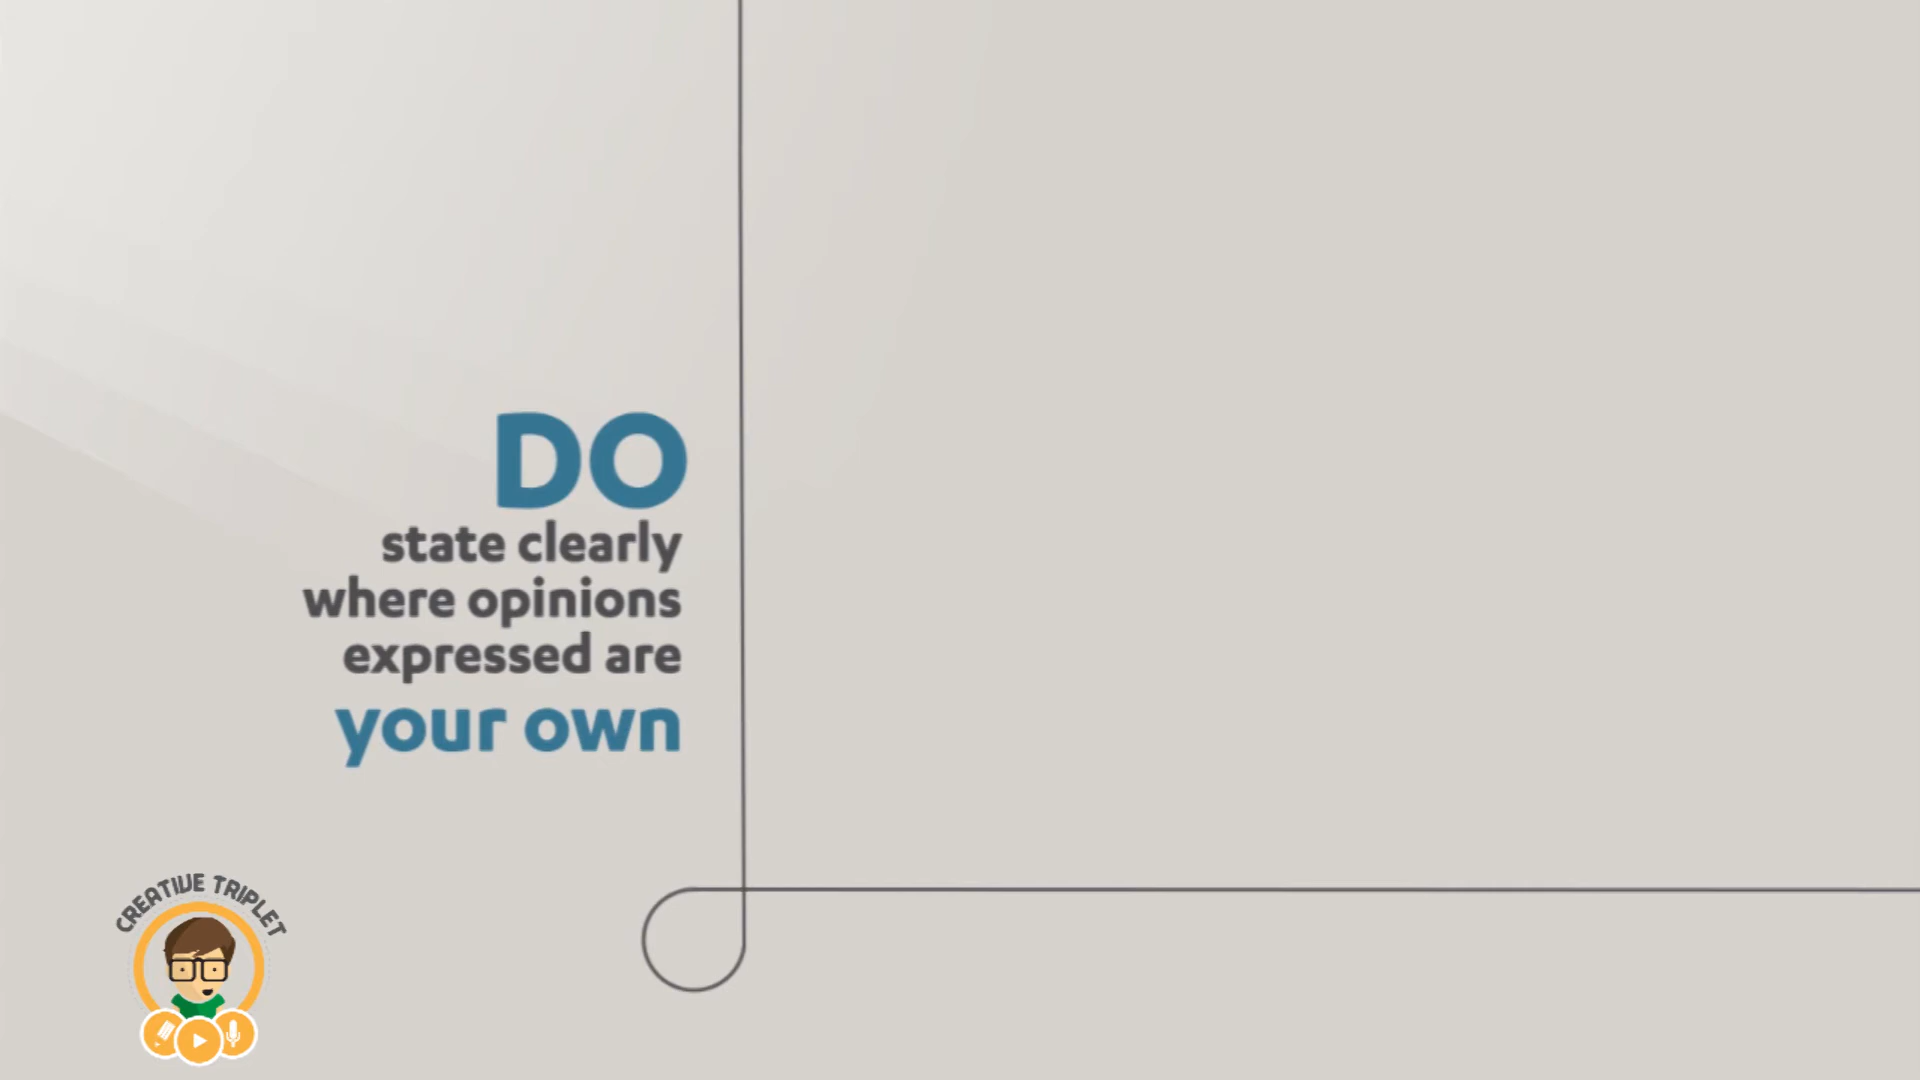 DO
state clearly
where opinions
expressed are
your own
CREATIVE TRIPLET